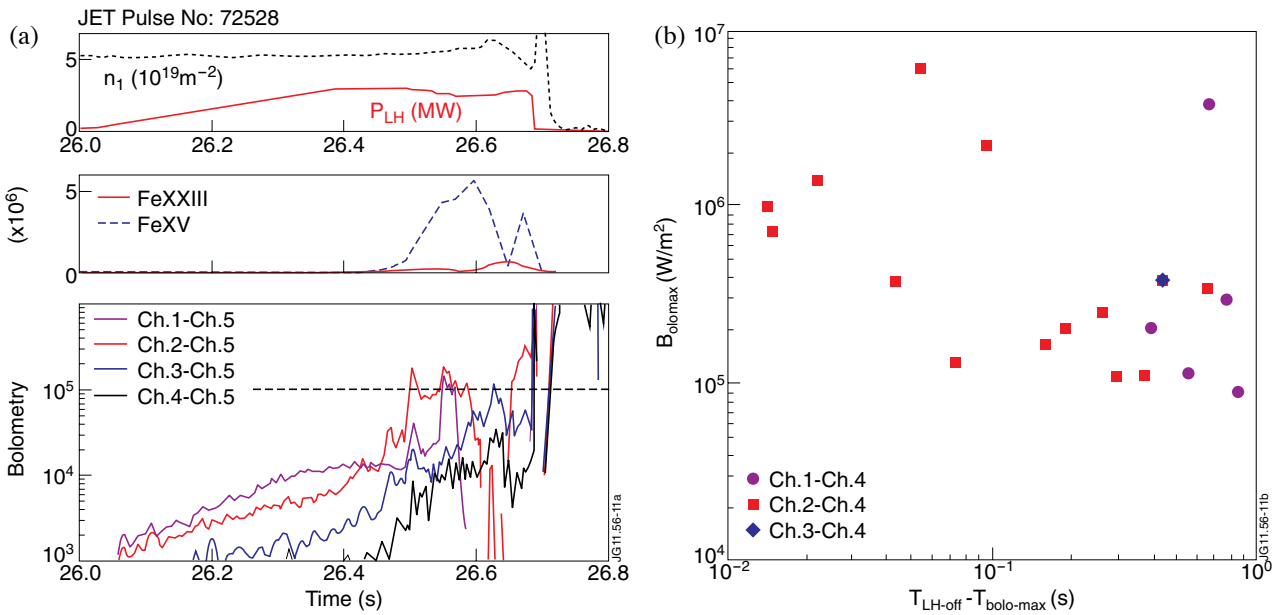 JET Pulse No: 72528
(a)
5
n1 (10^19m^-2)
PLH (MW)
0
26.0 26.2 26.4 26.6 26.8
5
(x10^6)
FeXXIII
FeXV
0
Ch.1-Ch.5
Ch.2-Ch.5
Ch.3-Ch.5
Ch.4-Ch.5
Bolometry
10^5
10^4
10^3
26.0 26.2 26.4 26.6 26.8
Time (s)
JG11.56-11a
(b)
10^7
10^6
10^5
10^4
Bolomax (W/m^2)
Ch.1-Ch.4
Ch.2-Ch.4
Ch.3-Ch.4
10^-2 10^-1 10^0
TLH-off -Tbolo-max (s)
JG11.56-11b